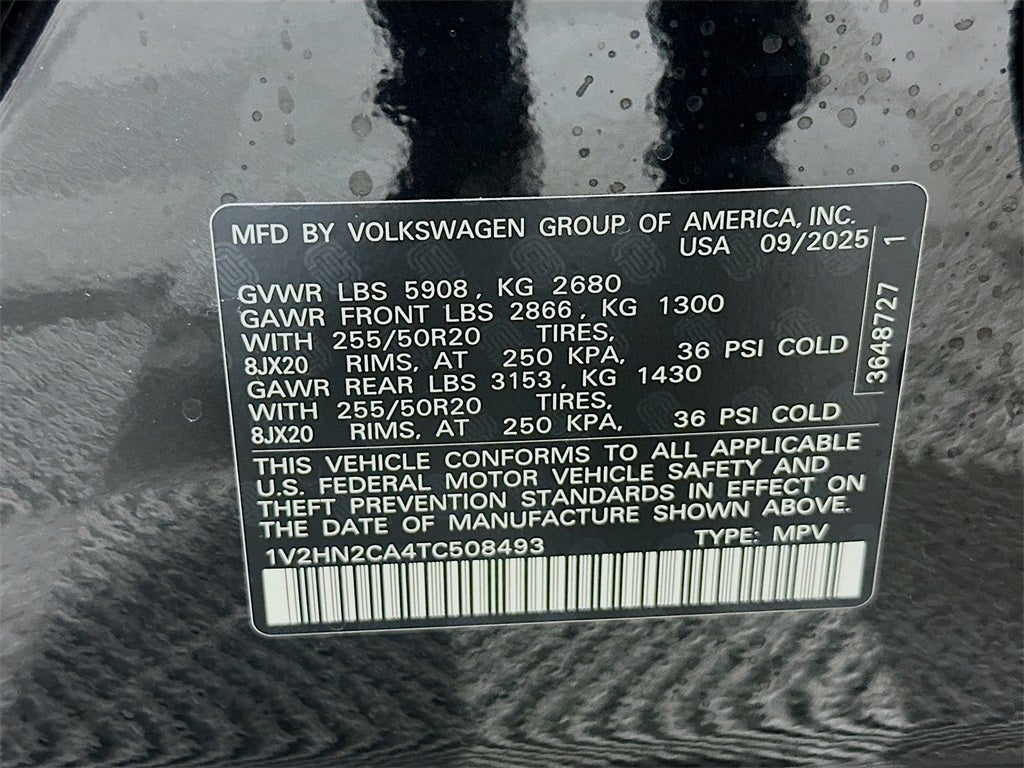 MFD BY VOLKSWAGEN GROUP OF AMERICA, INC.
USA 09/2025
GVWR LBS 5908, KG 2680
GAWR FRONT LBS 2866, KG 1300
WITH 255/50R20 TIRES,
8JX20 RIMS, AT 250 KPA, 36 PSI COLD
GAWR REAR LBS 3153, KG 1430
WITH 255/50R20 TIRES,
8JX20 RIMS, AT 250 KPA, 36 PSI COLD
THIS VEHICLE CONFORMS TO ALL APPLICABLE
U.S. FEDERAL MOTOR VEHICLE SAFETY AND
THEFT PREVENTION STANDARDS IN EFFECT ON
THE DATE OF MANUFACTURE SHOWN ABOVE.
1V2HN2CA4TC508493 TYPE: MPV
3648727 1